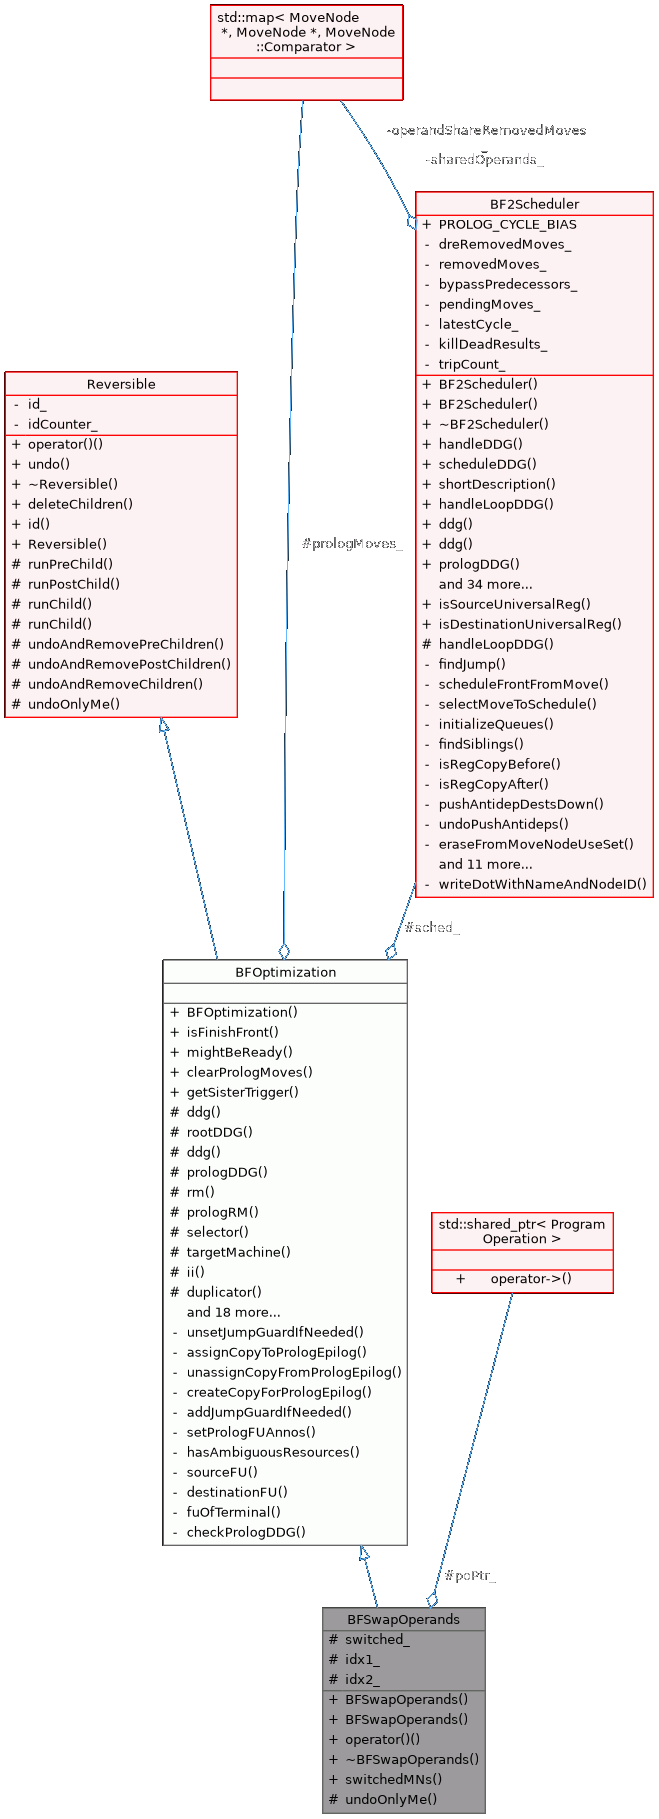 std::map< MoveNode
*, MoveNode *, MoveNode
::Comparator >
-operandShareRemovedMoves
_
-sharedOperands_
BF2Scheduler
+ PROLOG_CYCLE_BIAS
- dreRemovedMoves_
- removedMoves_
- bypassPredecessors_
- pendingMoves_
- latestCycle_
- killDeadResults_
- tripCount_
+ BF2Scheduler()
+ BF2Scheduler()
+ ~BF2Scheduler()
+ handleDDG()
+ scheduleDDG()
+ shortDescription()
+ handleLoopDDG()
+ ddg()
+ ddg()
+ prologDDG()
and 34 more...
+ isSourceUniversalReg()
+ isDestinationUniversalReg()
# handleLoopDDG()
- findJump()
- scheduleFrontFromMove()
- selectMoveToSchedule()
- initializeQueues()
- findSiblings()
- isRegCopyBefore()
- isRegCopyAfter()
- pushAntidepDestsDown()
- undoPushAntideps()
- eraseFromMoveNodeUseSet()
and 11 more...
- writeDotWithNameAndNodeID()
Reversible
- id_
- idCounter_
+ operator()()
+ undo()
+ ~Reversible()
+ deleteChildren()
+ id()
+ Reversible()
# runPreChild()
# runPostChild()
# runChild()
# runChild()
# undoAndRemovePreChildren()
# undoAndRemovePostChildren()
# undoAndRemoveChildren()
# undoOnlyMe()
#prologMoves_
#sched_
BFOptimization
+ BFOptimization()
+ isFinishFront()
+ mightBeReady()
+ clearPrologMoves()
+ getSisterTrigger()
# ddg()
# rootDDG()
# ddg()
# prologDDG()
# rm()
# prologRM()
# selector()
# targetMachine()
# ii()
# duplicator()
and 18 more...
- unsetJumpGuardIfNeeded()
- assignCopyToPrologEpilog()
- unassignCopyFromPrologEpilog()
- createCopyForPrologEpilog()
- addJumpGuardIfNeeded()
- setPrologFUAnnos()
- hasAmbiguousResources()
- sourceFU()
- destinationFU()
- fuOfTerminal()
- checkPrologDDG()
std::shared_ptr< Program
Operation >
+ operator->()
#poPtr_
BFSwapOperands
# switched_
# idx1_
# idx2_
+ BFSwapOperands()
+ BFSwapOperands()
+ operator()()
+ ~BFSwapOperands()
+ switchedMNs()
# undoOnlyMe()